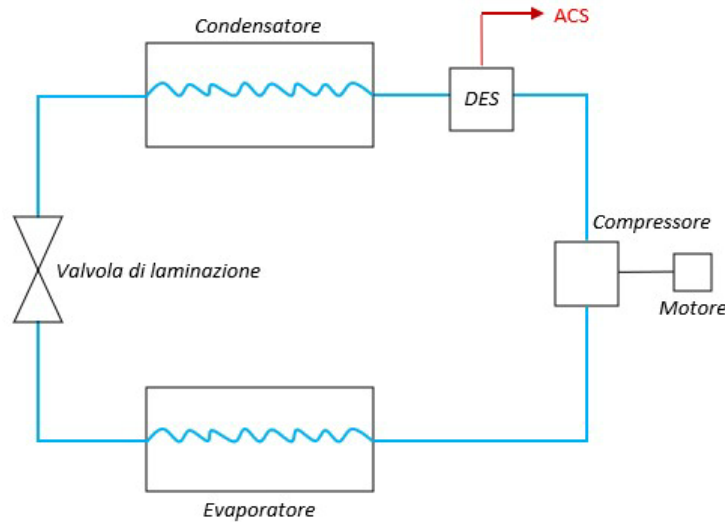 ACS
Condensatore
DES
Compressore
Valvola di laminazione
Motore
Evaporatore